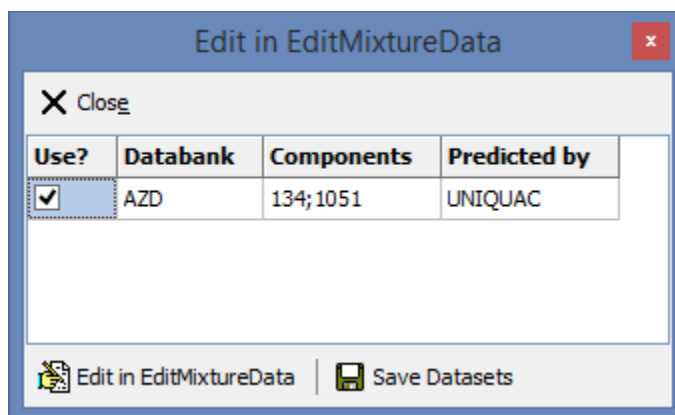 Edit in EditMixtureData
x
Close
Use? Databank Components Predicted by
AZD 134;1051 UNIQUAC
Edit in EditMixtureData Save Datasets